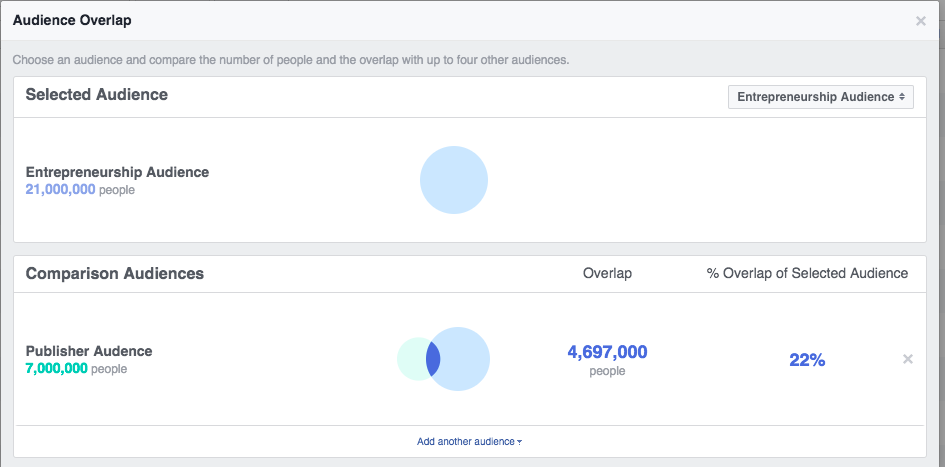 Audience Overlap
Choose an audience and compare the number of people and the overlap with up to four other audiences.
Selected Audience
Entrepreneurship Audience
Entrepreneurship Audience
21,000,000 people
Comparison Audiences
Overlap
% Overlap of Selected Audience
Publisher Audence
7,000,000 people
4,697,000
people
22%
Add another audience